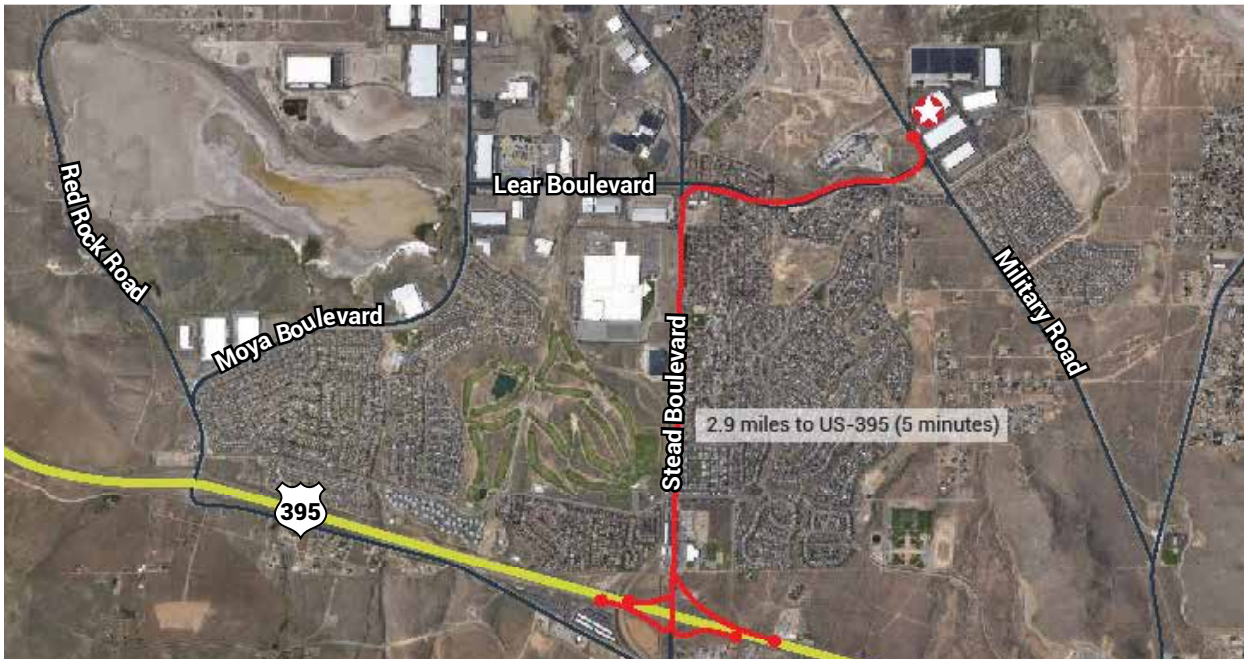 Lear Boulevard
Red Rock Road
Military Road
Moya Boulevard
Stead Boulevard
2.9 miles to US-395 (5 minutes)
395